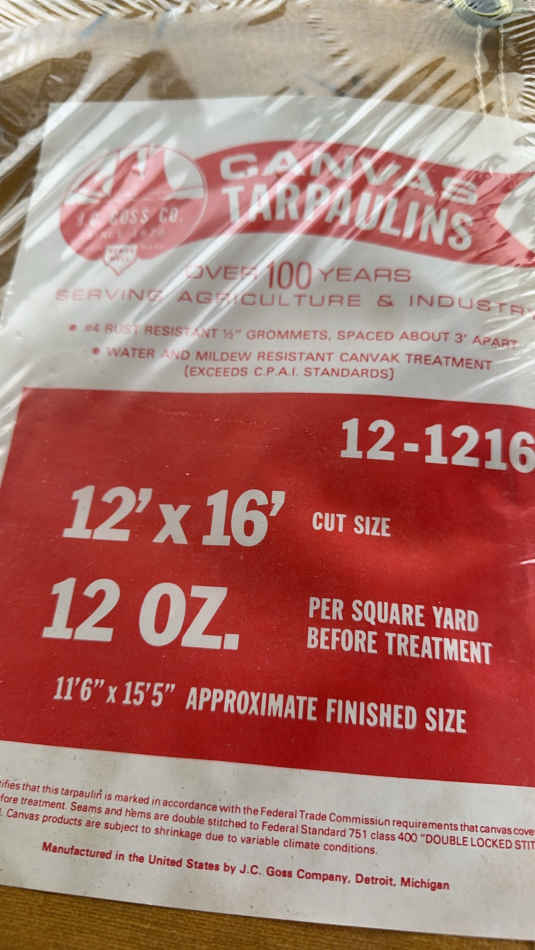 J.C. GOSS CO.
CANVAS
TARPAULINS
OVER 100 YEARS
SERVING AGRICULTURE & INDUSTRY
• #4 RUST RESISTANT ½" GROMMETS, SPACED ABOUT 3' APART
• WATER AND MILDEW RESISTANT CANVAK TREATMENT
(EXCEEDS C.P.A.I. STANDARDS)
12-1216
12' x 16' CUT SIZE
12 OZ. PER SQUARE YARD
BEFORE TREATMENT
11'6" x 15'5" APPROXIMATE FINISHED SIZE
tifies that this tarpaulin is marked in accordance with the Federal Trade Commission requirements that canvas cove
fore treatment. Seams and hems are double stitched to Federal Standard 751 class 400 "DOUBLE LOCKED STIT
. Canvas products are subject to shrinkage due to variable climate conditions.
Manufactured in the United States by J.C. Goss Company, Detroit, Michigan